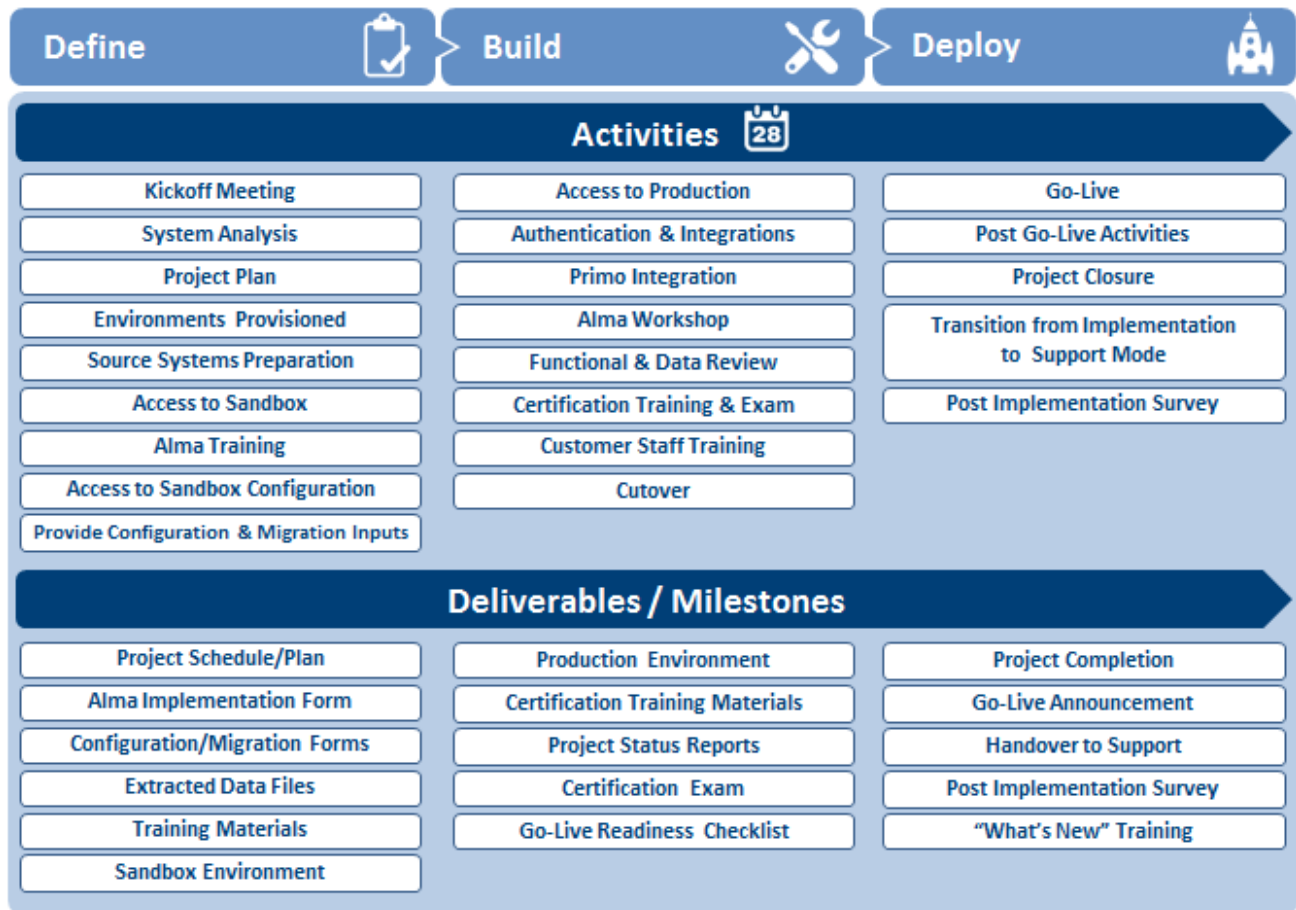 Define
Build
Deploy
Activities
28
Kickoff Meeting
System Analysis
Project Plan
Environments Provisioned
Source Systems Preparation
Access to Sandbox
Alma Training
Access to Sandbox Configuration
Provide Configuration & Migration Inputs
Access to Production
Authentication & Integrations
Primo Integration
Alma Workshop
Functional & Data Review
Certification Training & Exam
Customer Staff Training
Cutover
Go-Live
Post Go-Live Activities
Project Closure
Transition from Implementation
to Support Mode
Post Implementation Survey
Deliverables / Milestones
Project Schedule/Plan
Alma Implementation Form
Configuration/Migration Forms
Extracted Data Files
Training Materials
Sandbox Environment
Production Environment
Certification Training Materials
Project Status Reports
Certification Exam
Go-Live Readiness Checklist
Project Completion
Go-Live Announcement
Handover to Support
Post Implementation Survey
“What’s New” Training